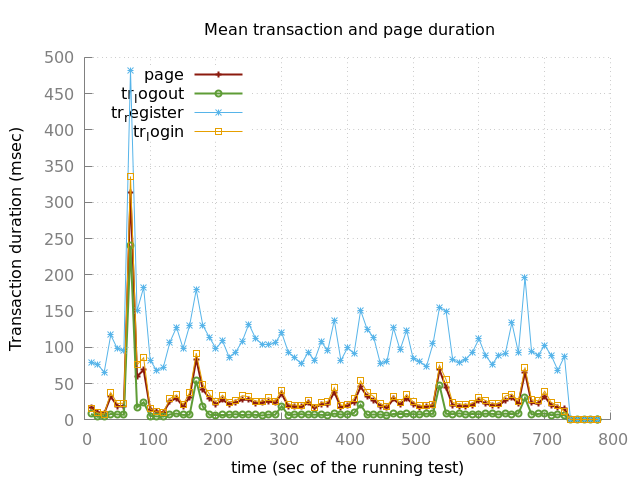 Mean transaction and page duration
500
450
400
350
300
250
200
150
100
50
0
Transaction duration (msec)
page
tr_logout
tr_register
tr_login
0 100 200 300 400 500 600 700 800
time (sec of the running test)